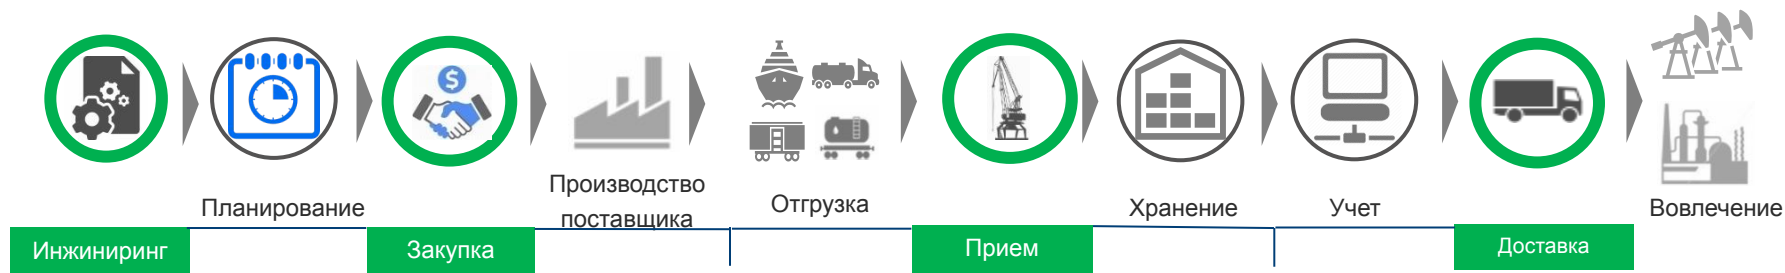 $
Инжиниринг
Планирование
Закупка
Производство
поставщика
Отгрузка
Прием
Хранение
Учет
Доставка
Вовлечение